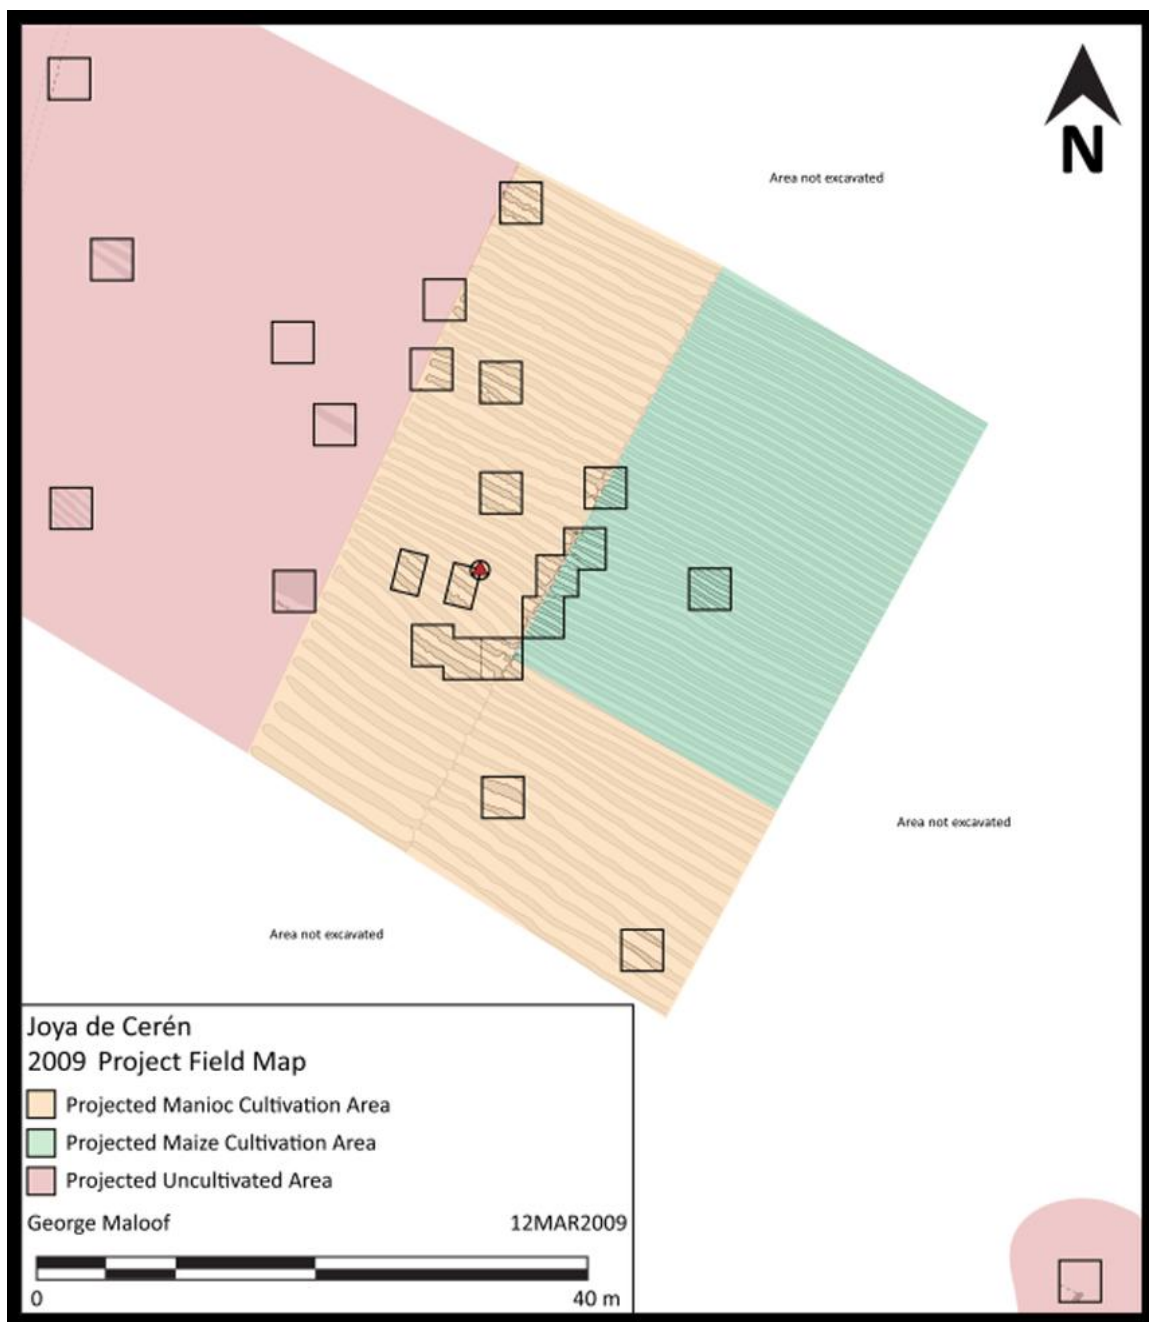 N
Area not excavated
Area not excavated
Area not excavated
Joya de Cerén
2009 Project Field Map
Projected Manioc Cultivation Area
Projected Maize Cultivation Area
Projected Uncultivated Area
George Maloof 12MAR2009
0 40 m